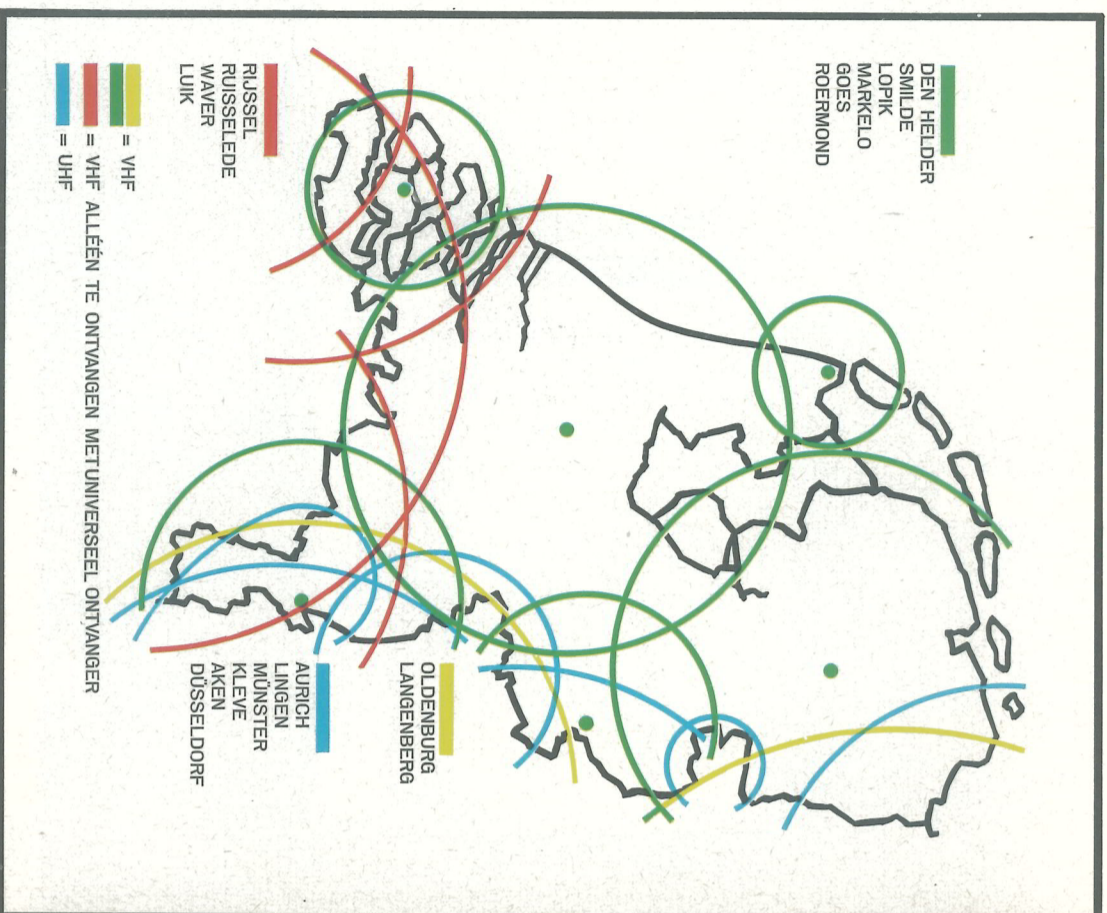 DEN HELDER
SMILDE
LOPIK
MARKELO
GOES
ROERMOND
RIJSSEL
RUISSELEDE
WAVER
LUIK
OLDENBURG
LANGENBERG
AURICH
LINGEN
MÜNSTER
KLEVE
AKEN
DÜSSELDORF
= VHF
= VHF ALLÉÉN TE ONTVANGEN METUNIVERSEEL ONTVANGER
= UHF